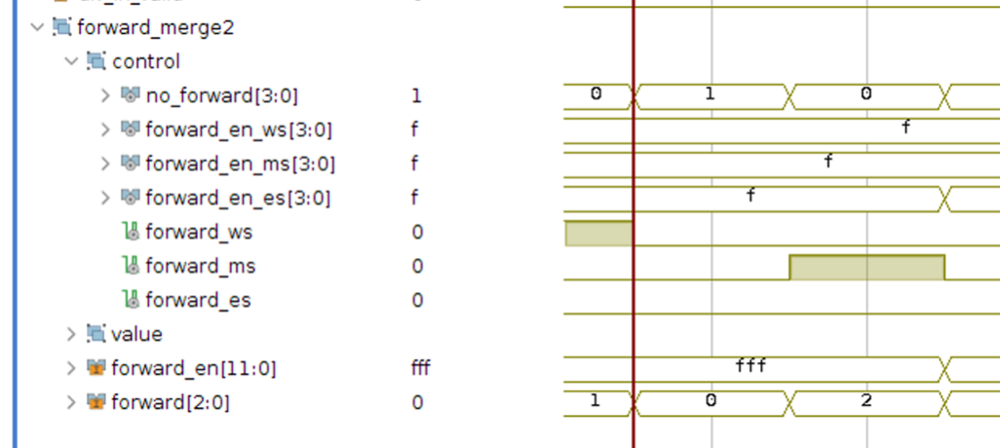 forward_merge2
control
no_forward[3:0] 1 0 1 0
forward_en_ws[3:0] f f
forward_en_ms[3:0] f f
forward_en_es[3:0] f f
forward_ws 0
forward_ms 0
forward_es 0
value
forward_en[11:0] fff fff
forward[2:0] 0 1 0 2